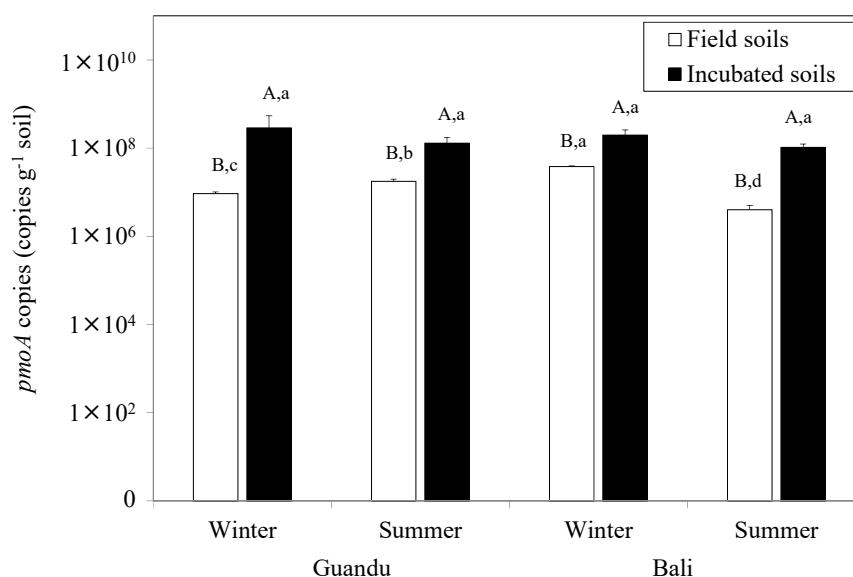 Field soils
Incubated soils
pmoA copies (copies g⁻¹ soil)
1×10¹⁰
1×10⁸
1×10⁶
1×10⁴
1×10²
0
B,c
A,a
B,b
A,a
B,a
A,a
B,d
A,a
Winter Summer Winter Summer
Guandu Bali